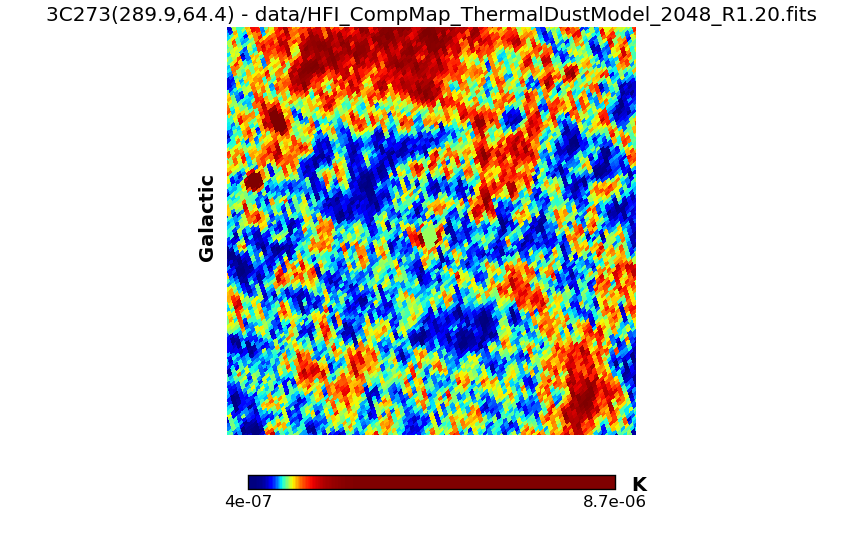 3C273(289.9,64.4) - data/HFI_CompMap_ThermalDustModel_2048_R1.20.fits
Galactic
K
4e-07 8.7e-06